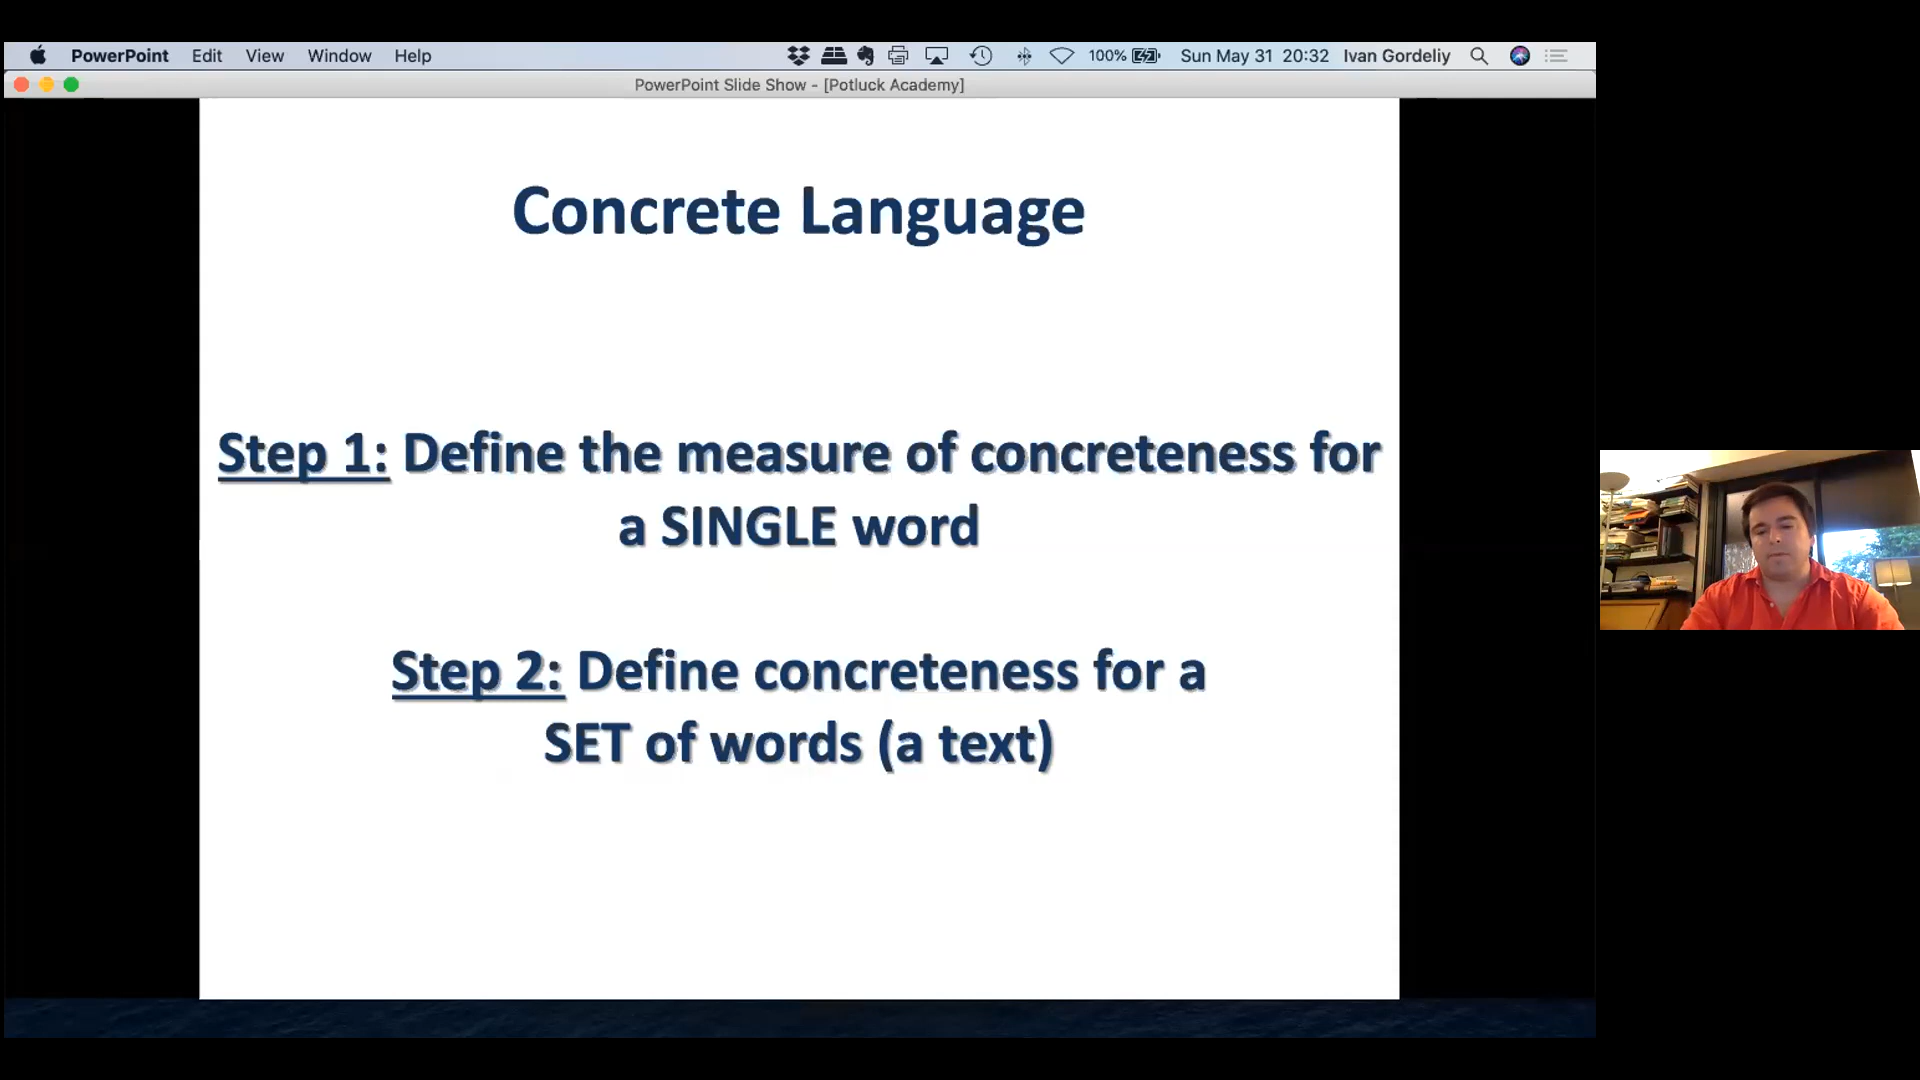 PowerPoint Edit View Window Help 100% Sun May 31 20:32 Ivan Gordeliy
PowerPoint Slide Show - [Potluck Academy]
Concrete Language
Step 1: Define the measure of concreteness for
a SINGLE word
Step 2: Define concreteness for a
SET of words (a text)